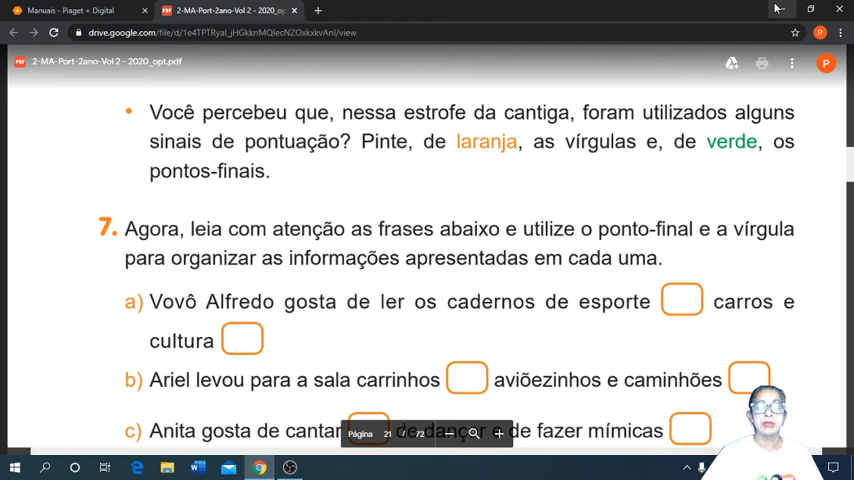 Manuais - Piaget + Digital
2-MA-Port-2ano-Vol 2 - 2020_op
drive.google.com/file/d/1e4TPTRyal_jHGkknMQlecNZOxkxkvAnI/view
2-MA-Port-2ano-Vol 2 - 2020_opt.pdf
• Você percebeu que, nessa estrofe da cantiga, foram utilizados alguns
sinais de pontuação? Pinte, de laranja, as vírgulas e, de verde, os
pontos-finais.
7. Agora, leia com atenção as frases abaixo e utilize o ponto-final e a vírgula
para organizar as informações apresentadas em cada uma.
a) Vovô Alfredo gosta de ler os cadernos de esporte carros e
cultura
b) Ariel levou para a sala carrinhos aviõezinhos e caminhões
c) Anita gosta de cantar de dançar e de fazer mímicas
Página 21 / 72